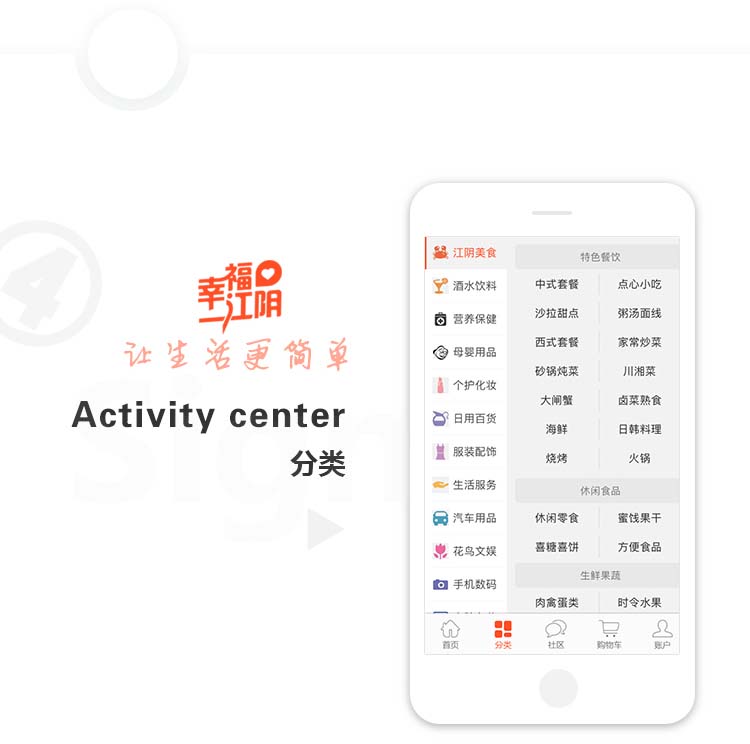 4
幸福
江阴
让生活更简单
Sign
Activity center
分类
江阴美食
酒水饮料
营养保健
母婴用品
个护化妆
日用百货
服装配饰
生活服务
汽车用品
花鸟文娱
手机数码
特色餐饮
中式套餐 点心小吃
沙拉甜点 粥汤面线
西式套餐 家常炒菜
砂锅炖菜 川湘菜
大闸蟹 卤菜熟食
海鲜 日韩料理
烧烤 火锅
休闲食品
休闲零食 蜜饯果干
喜糖喜饼 方便食品
生鲜果蔬
肉禽蛋类 时令水果
首页 分类 社区 购物车 账户